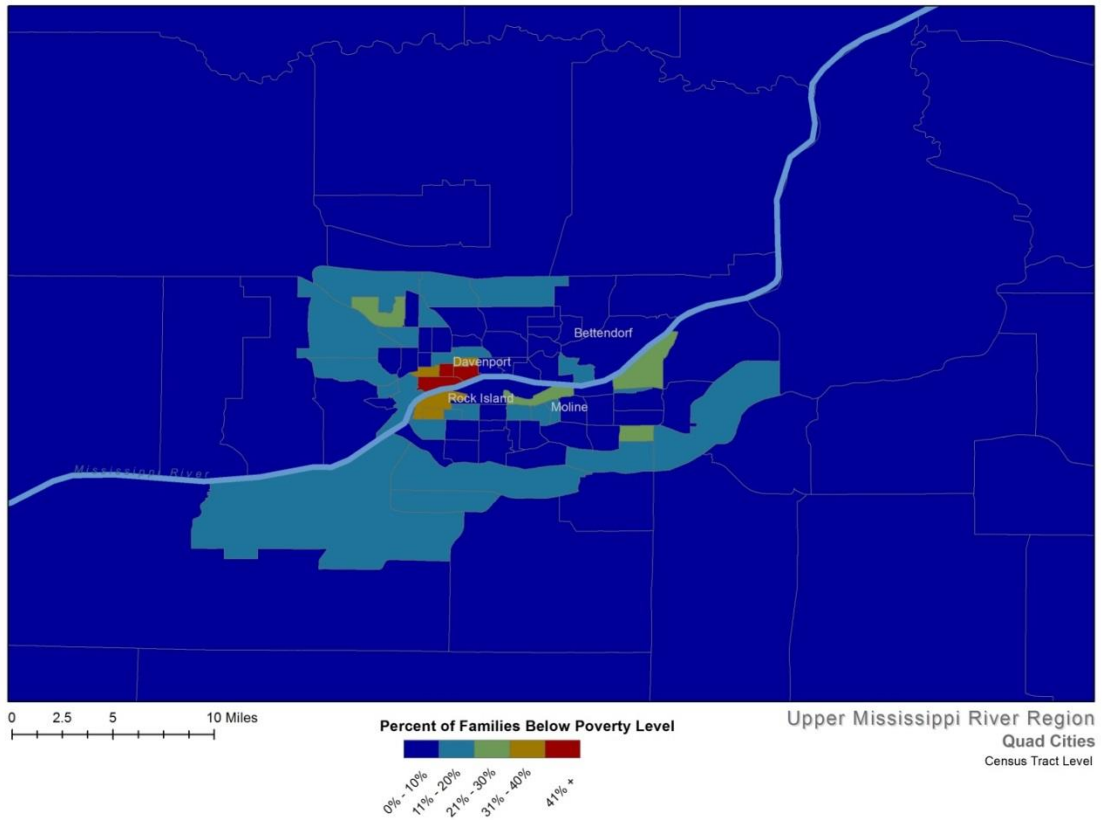 Bettendorf
Davenport
Rock Island
Moline
Mississippi River
0 2.5 5 10 Miles
Percent of Families Below Poverty Level
0% - 10%
11% - 20%
21% - 30%
31% - 40%
41% +
Upper Mississippi River Region
Quad Cities
Census Tract Level